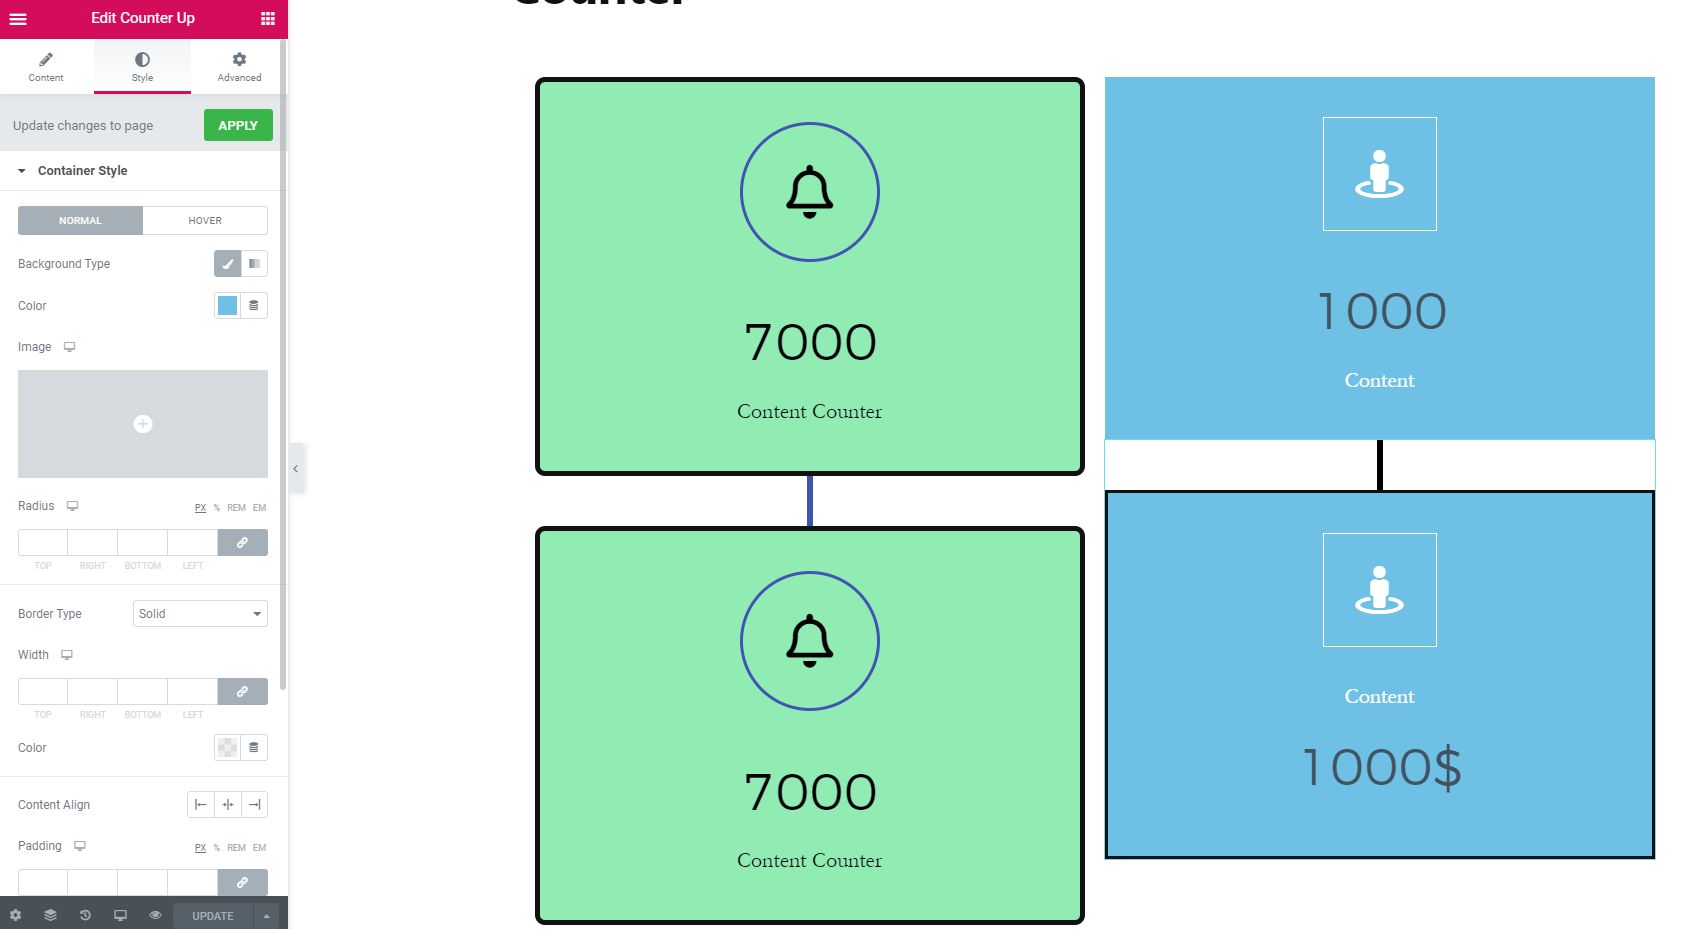 Edit Counter Up
Content
Style
Advanced
Update changes to page
APPLY
Container Style
NORMAL
HOVER
Background Type
Color
Image
Radius
PX % REM EM
TOP RIGHT BOTTOM LEFT
Border Type
Solid
Width
TOP RIGHT BOTTOM LEFT
Color
Content Align
Padding
PX % REM EM
UPDATE
Counter
7000
Content Counter
7000
Content Counter
1000
Content
Content
1000$